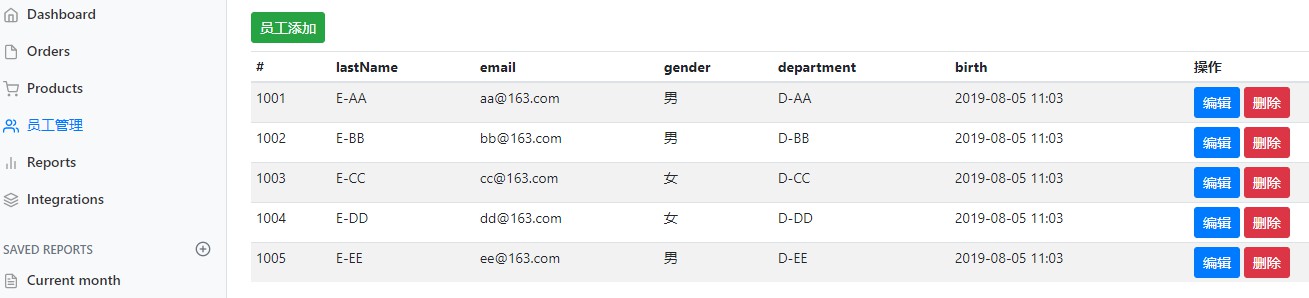 Dashboard
Orders
Products
员工管理
Reports
Integrations
SAVED REPORTS
Current month
员工添加
# lastName email gender department birth 操作
1001 E-AA aa@163.com 男 D-AA 2019-08-05 11:03 编辑 删除
1002 E-BB bb@163.com 男 D-BB 2019-08-05 11:03 编辑 删除
1003 E-CC cc@163.com 女 D-CC 2019-08-05 11:03 编辑 删除
1004 E-DD dd@163.com 女 D-DD 2019-08-05 11:03 编辑 删除
1005 E-EE ee@163.com 男 D-EE 2019-08-05 11:03 编辑 删除